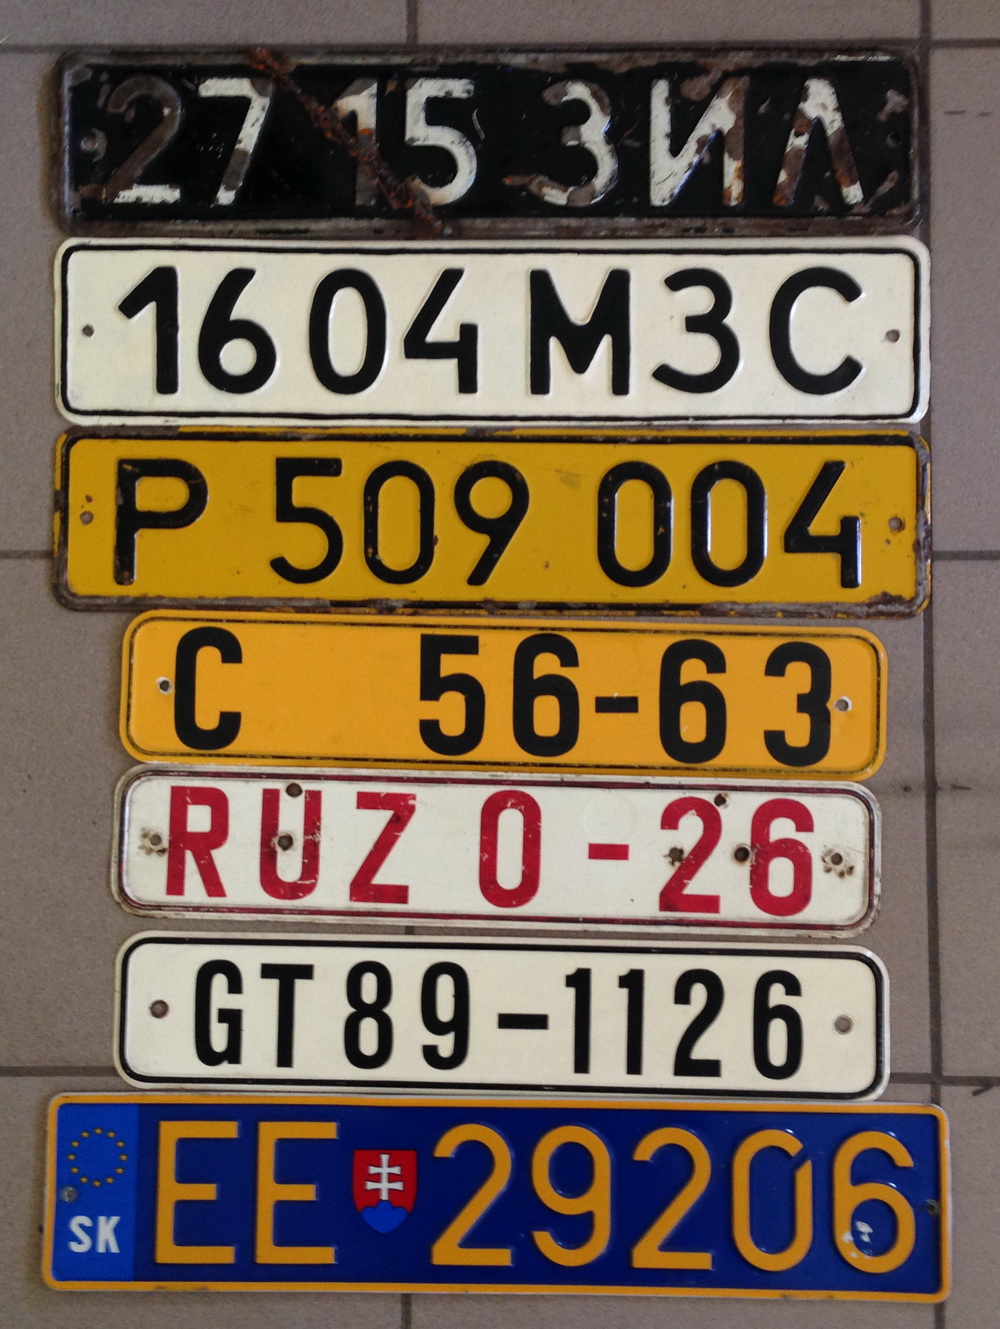 27 15 ЗИЛ
1604 МЗС
P 509 004
C 56-63
RUZ 0-26
GT 89-1126
SK EE 29206